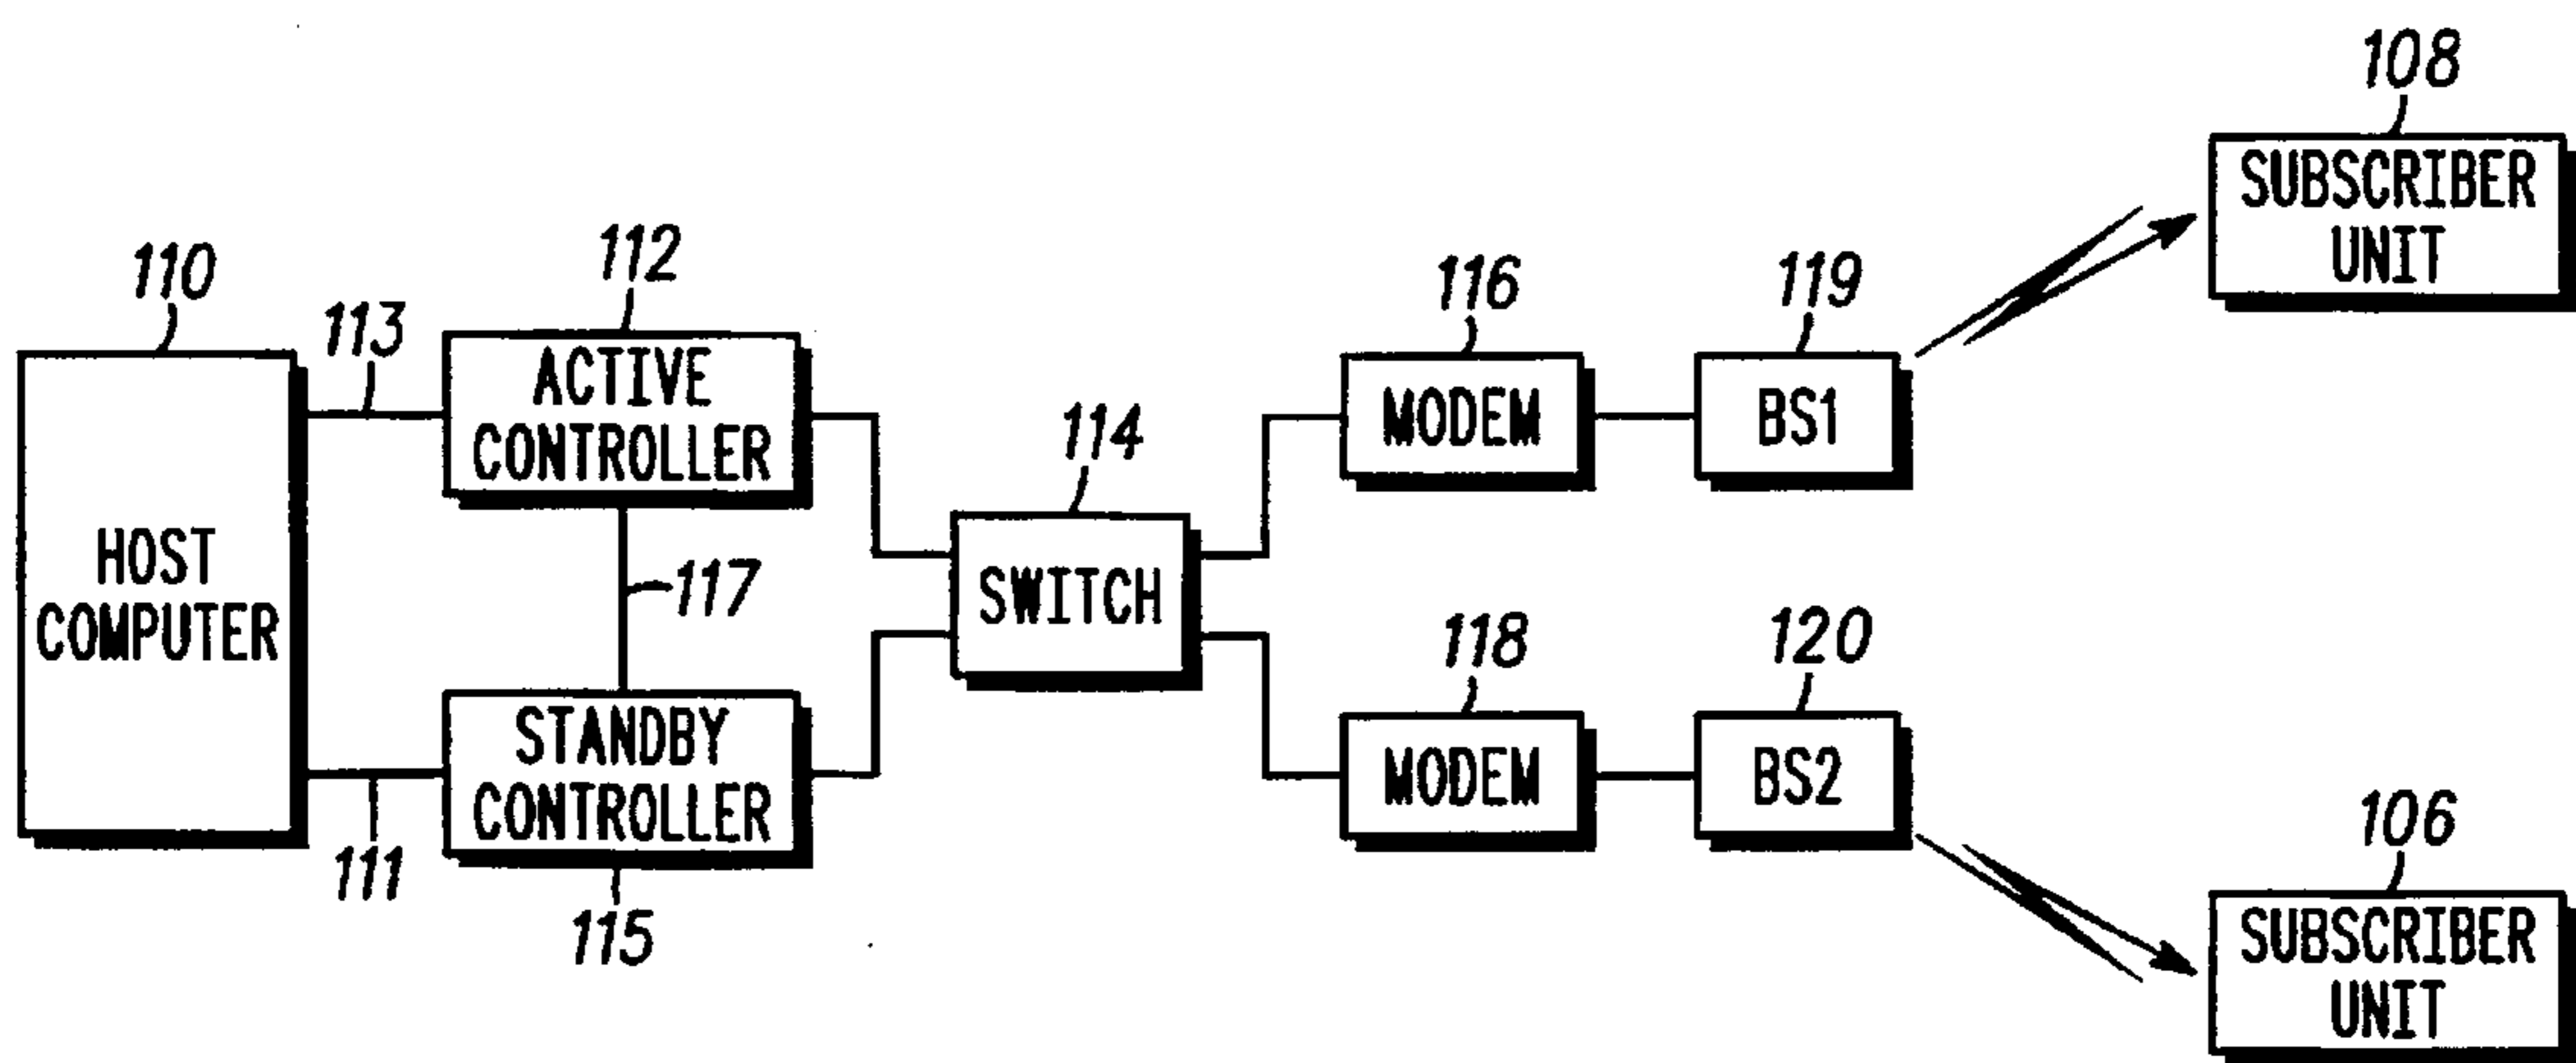 108
SUBSCRIBER
UNIT
110
113
112
ACTIVE
CONTROLLER
116
MODEM
119
BS1
114
SWITCH
HOST
COMPUTER
117
118
MODEM
120
BS2
111
STANDBY
CONTROLLER
115
106
SUBSCRIBER
UNIT